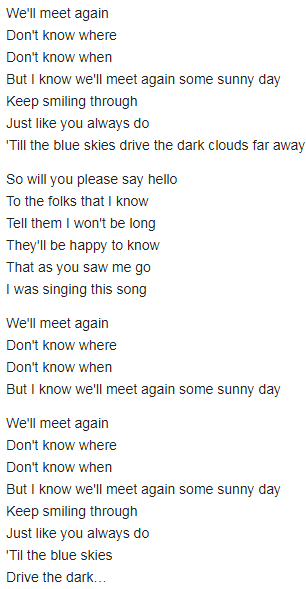 We'll meet again
Don't know where
Don't know when
But I know we'll meet again some sunny day
Keep smiling through
Just like you always do
'Till the blue skies drive the dark clouds far away
So will you please say hello
To the folks that I know
Tell them I won't be long
They'll be happy to know
That as you saw me go
I was singing this song
We'll meet again
Don't know where
Don't know when
But I know we'll meet again some sunny day
We'll meet again
Don't know where
Don't know when
But I know we'll meet again some sunny day
Keep smiling through
Just like you always do
'Til the blue skies
Drive the dark...